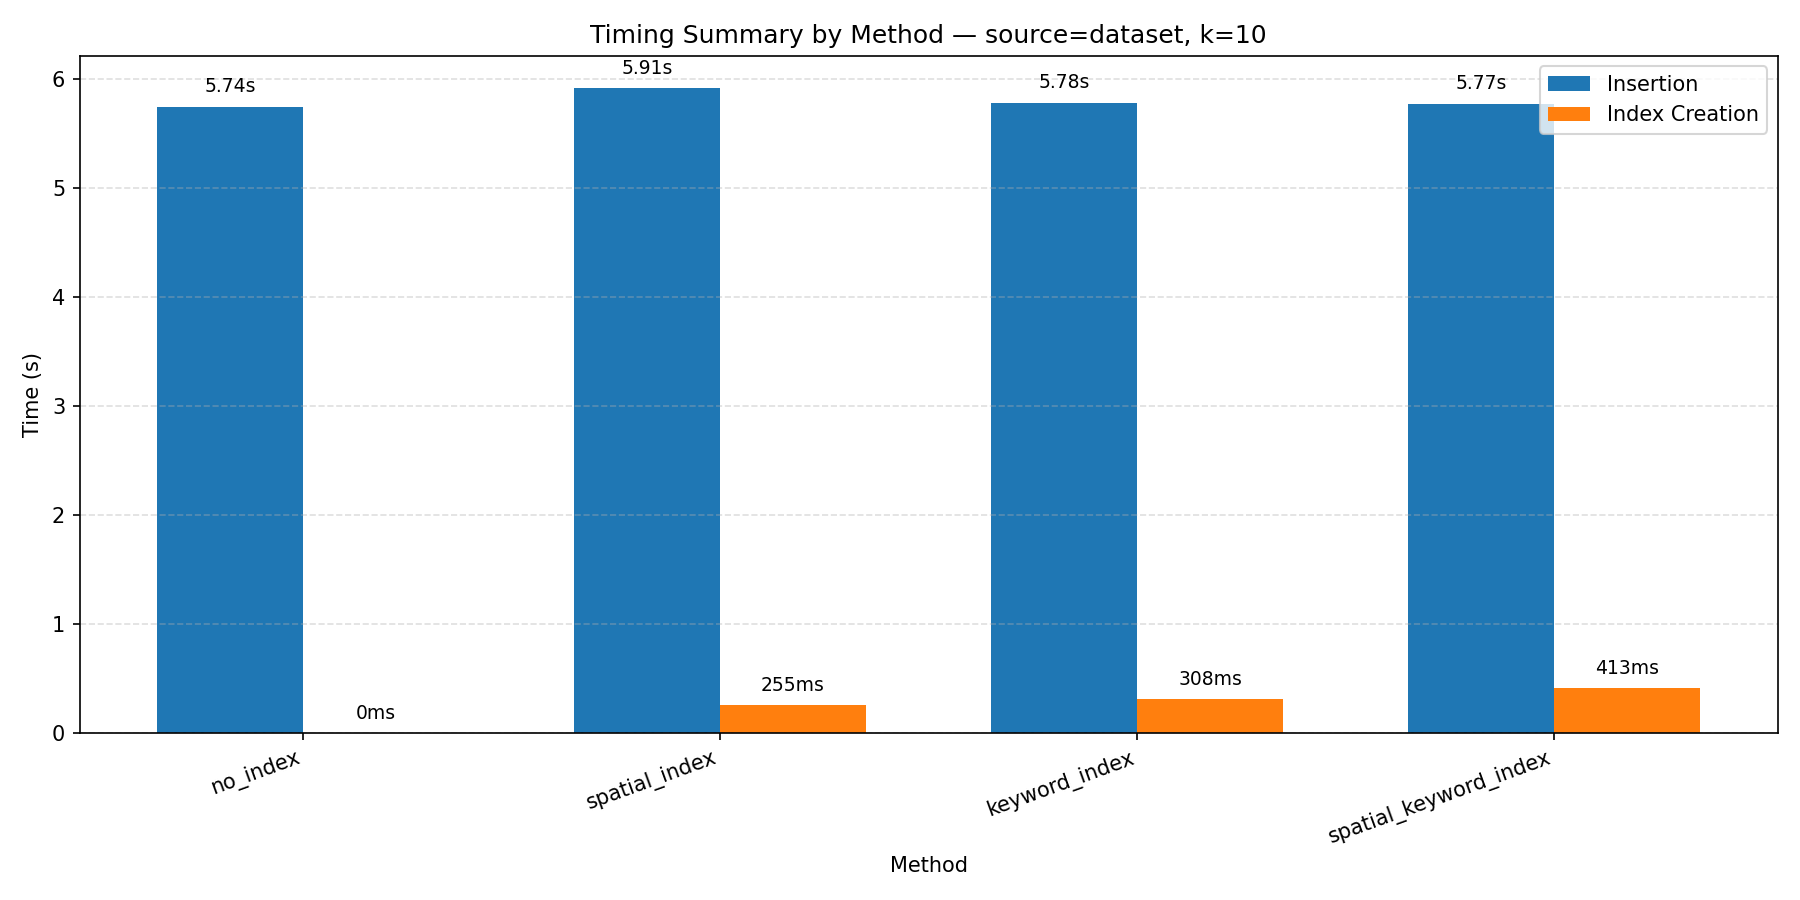 Timing Summary by Method — source=dataset, k=10
Insertion
Index Creation
5.74s
5.91s
5.78s
5.77s
0ms
255ms
308ms
413ms
Time (s)
6
5
4
3
2
1
0
no_index
spatial_index
keyword_index
spatial_keyword_index
Method